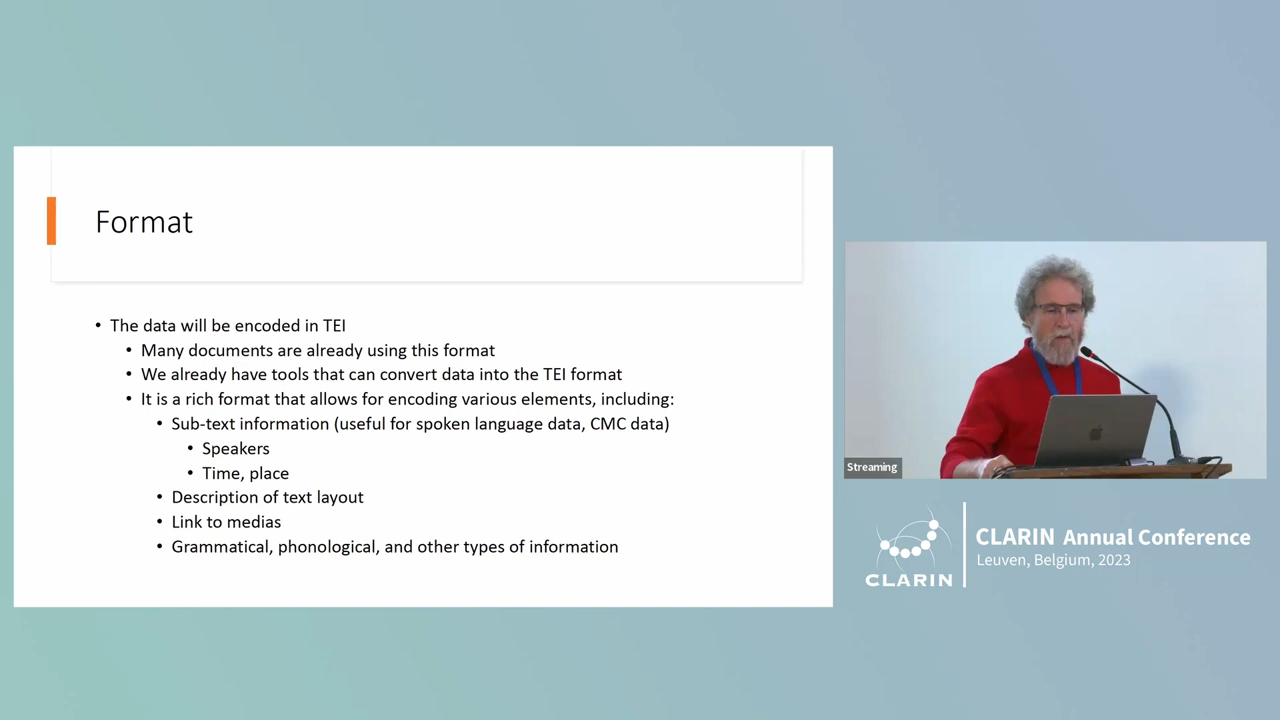 Format
• The data will be encoded in TEI
• Many documents are already using this format
• We already have tools that can convert data into the TEI format
• It is a rich format that allows for encoding various elements, including:
• Sub-text information (useful for spoken language data, CMC data)
• Speakers
• Time, place
• Description of text layout
• Link to medias
• Grammatical, phonological, and other types of information
Streaming
CLARIN
CLARIN Annual Conference
Leuven, Belgium, 2023